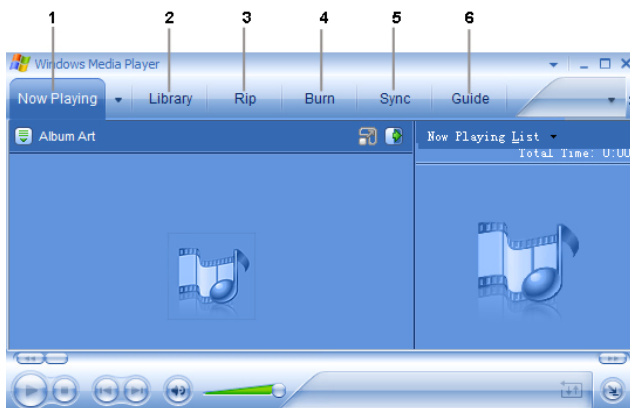 1 2 3 4 5 6
Windows Media Player
Now Playing Library Rip Burn Sync Guide
Album Art
Now Playing List
Total Time: 0:00